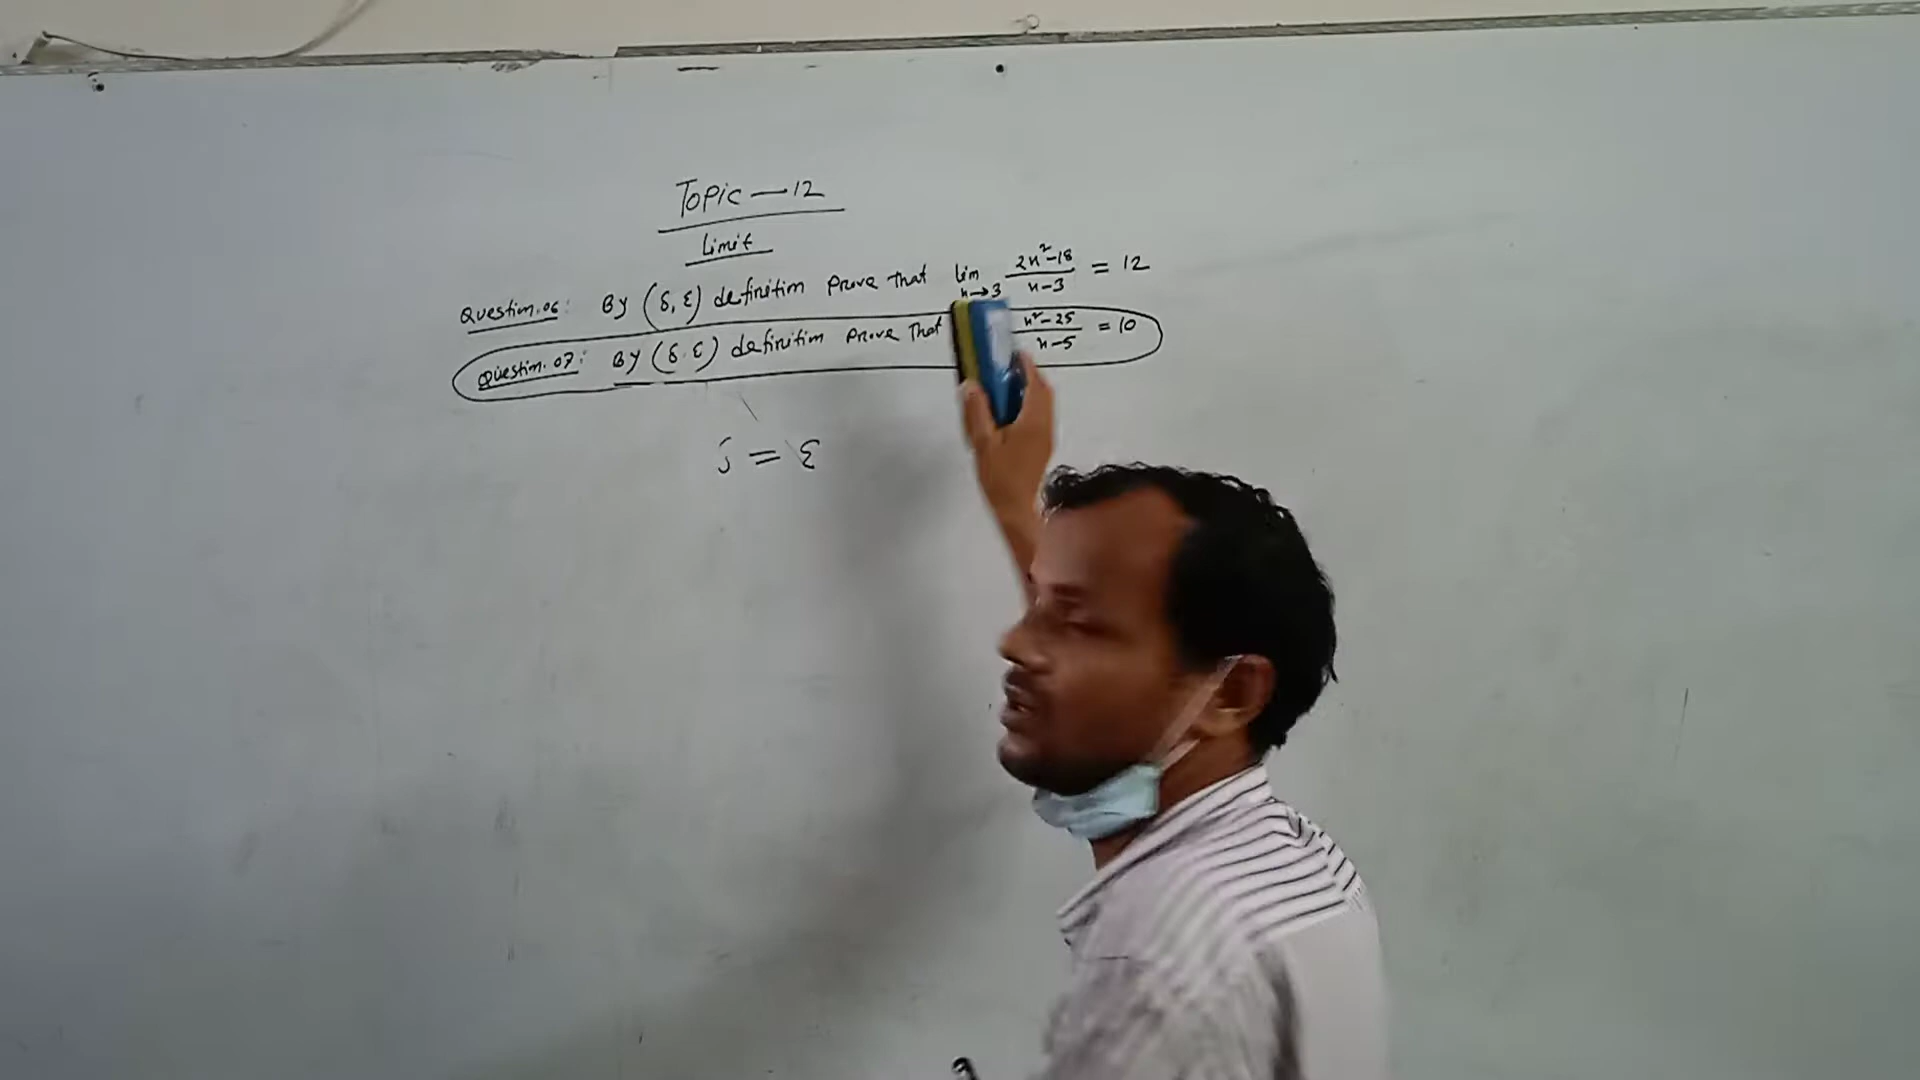 Topic — 12
Limit
Question.06: By (δ, ε) definition prove that lim x→3 2x²-18 / x-3 = 12
Question.07: By (δ, ε) definition prove that x²-25 / x-5 = 10
= ε